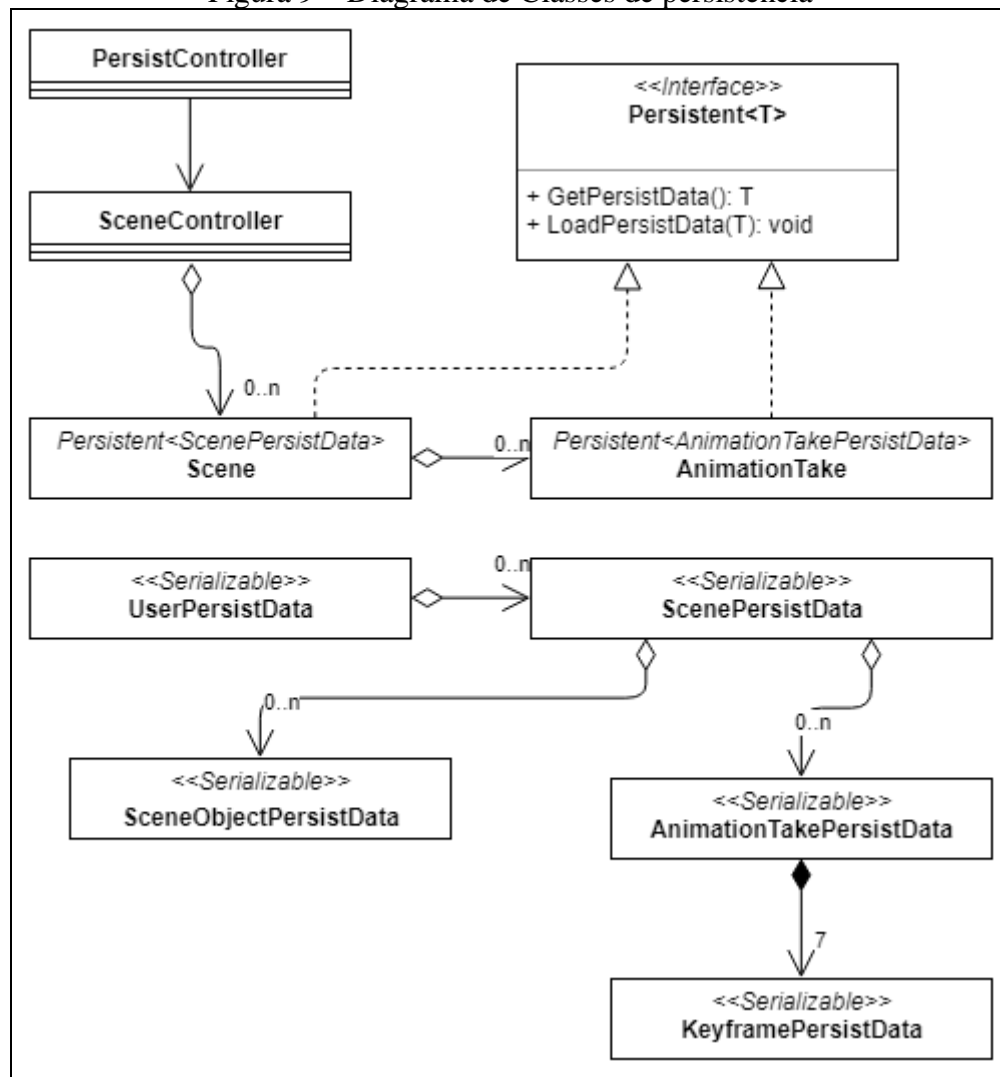 Figura 9 – Diagrama de Classes de persistência
PersistController
<<Interface>>
Persistent<T>
+ GetPersistData(): T
+ LoadPersistData(T): void
SceneController
0..n
Persistent<ScenePersistData>
Scene
0..n
Persistent<AnimationTakePersistData>
AnimationTake
<<Serializable>>
UserPersistData
0..n
<<Serializable>>
ScenePersistData
0..n
0..n
<<Serializable>>
SceneObjectPersistData
<<Serializable>>
AnimationTakePersistData
7
<<Serializable>>
KeyframePersistData